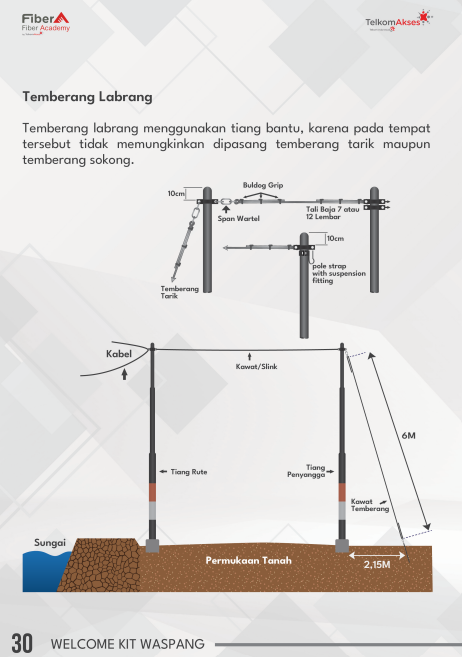 Fiber
Fiber Academy
TelkomAkses
Temberang Labrang
Temberang labrang menggunakan tiang bantu, karena pada tempat
tersebut tidak memungkinkan dipasang temberang tarik maupun
temberang sokong.
10cm
Buldog Grip
Span Wartel
Tali Baja 7 atau
12 Lembar
10cm
pole strap
with suspension
fitting
Temberang
Tarik
Kabel
Kawat/Slink
6M
Tiang Rute
Tiang
Penyangga
Kawat
Temberang
Sungai
Permukaan Tanah
2,15M
30 WELCOME KIT WASPANG